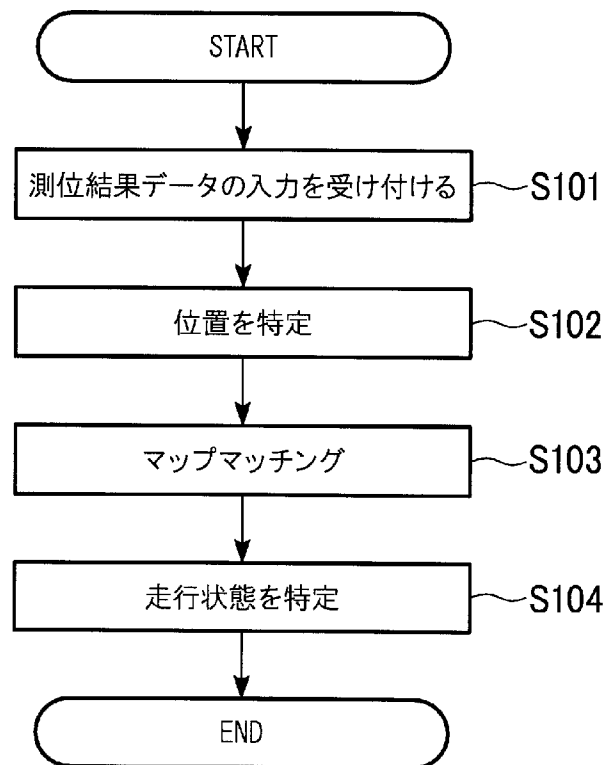 START
測位結果データの入力を受け付ける S101
位置を特定 S102
マップマッチング S103
走行状態を特定 S104
END